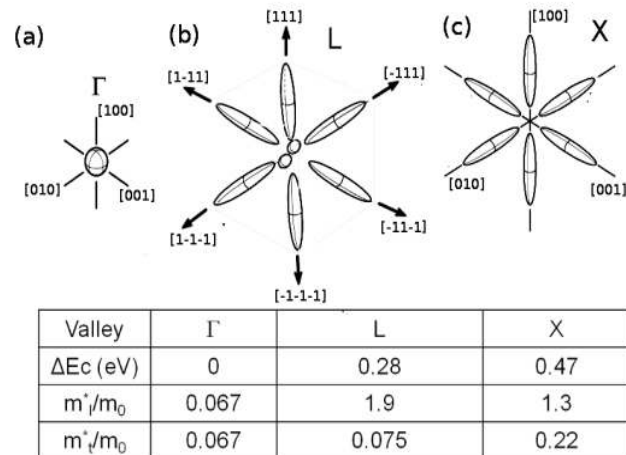 (a)
Γ
[100]
[010]
[001]
(b)
L
[111]
[1-11]
[-111]
[1-1-1]
[-11-1]
[-1-1-1]
(c)
X
[100]
[010]
[001]
Valley Γ L X
ΔEc (eV) 0 0.28 0.47
m*l/m0 0.067 1.9 1.3
m*t/m0 0.067 0.075 0.22